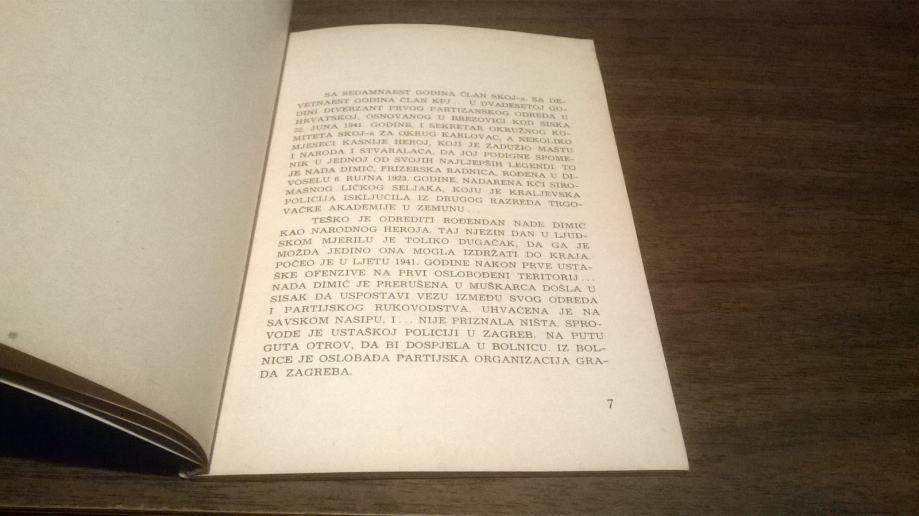 SA SEDAMNAEST GODINA ČLAN SKOJ-a, SA DE-
VETNAEST GODINA ČLAN KPJ... U DVADESETOJ GO-
DINI DIVERZANT PRVOG PARTIZANSKOG ODREDA U
HRVATSKOJ, OSNOVANOG U BREZOVICI KOD SISKA
22. JUNA 1941. GODINE, I SEKRETAR OKRUŽNOG KO-
MITETA SKOJ-a ZA OKRUG KARLOVAC, A NEKOLIKO
MJESECI KASNIJE HEROJ, KOJI JE ZADUŽIO MAŠTU
I NARODA I STVARALACA, DA JOJ PODIGNE SPOME-
NIK U JEDNOJ OD SVOJIH NAJLJEPŠIH LEGENDI TO
JE NADA DIMIĆ, FRIZERSKA RADNICA, ROĐENA U DI-
VOSELU 6. RUJNA 1923. GODINE, NADARENA KĆI SIRO-
MAŠNOG LIČKOG SELJAKA, KOJU JE KRALJEVSKA
POLICIJA ISKLJUČILA IZ DRUGOG RAZREDA TRGO-
VAČKE AKADEMIJE U ZEMUNU...
TEŠKO JE ODREDITI ROĐENDAN NADE DIMIĆ
KAO NARODNOG HEROJA. TAJ NJEZIN DAN U LJUD-
SKOM MJERILU JE TOLIKO DUGAČAK, DA GA JE
MOŽDA JEDINO ONA MOGLA IZDRŽATI DO KRAJA.
POČEO JE U LJETU 1941. GODINE NAKON PRVE USTA-
ŠKE OFENZIVE NA PRVI OSLOBOĐENI TERITORIJ...
NADA DIMIĆ JE PRERUŠENA U MUŠKARCA DOŠLA U
SISAK DA USPOSTAVI VEZU IZMEĐU SVOG ODREDA
I PARTIJSKOG RUKOVODSTVA. UHVAĆENA JE NA
SAVSKOM NASIPU, I... NIJE PRIZNALA NIŠTA. SPRO-
VODE JE USTAŠKOJ POLICIJI U ZAGREB. NA PUTU
GUTA OTROV, DA BI DOSPJELA U BOLNICU. IZ BOL-
NICE JE OSLOBAĐA PARTIJSKA ORGANIZACIJA GRA-
DA ZAGREBA.
7